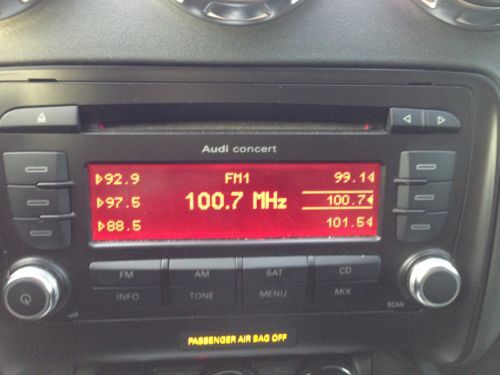 Audi concert
92.9 FM1 99.1
97.5 100.7 MHz 100.7
88.5 101.5
FM AM SAT CD
INFO TONE MENU MIX
SCAN
PASSENGER AIR BAG OFF